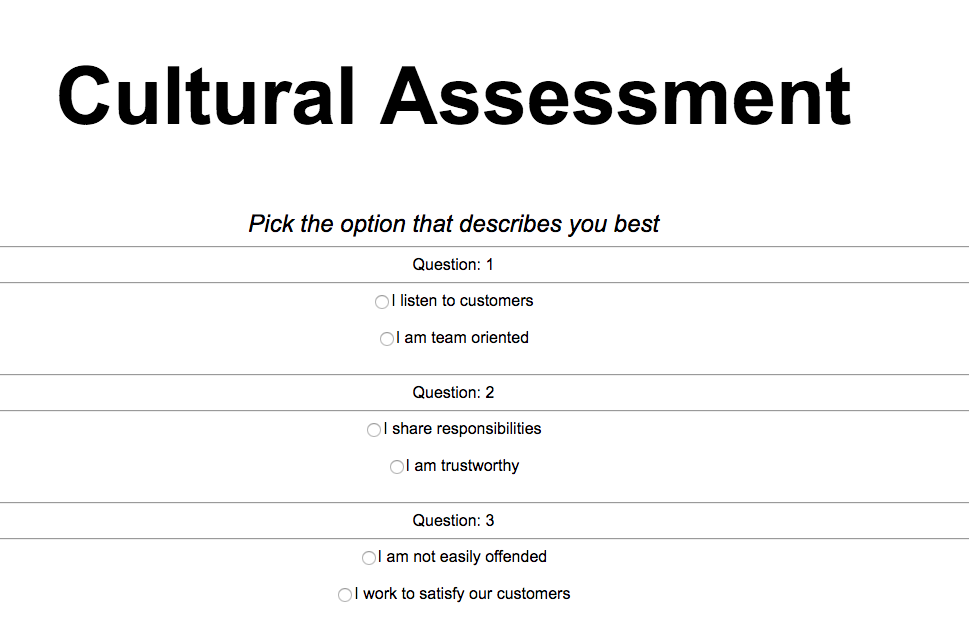 Cultural Assessment
Pick the option that describes you best
Question: 1
I listen to customers
I am team oriented
Question: 2
I share responsibilities
I am trustworthy
Question: 3
I am not easily offended
I work to satisfy our customers